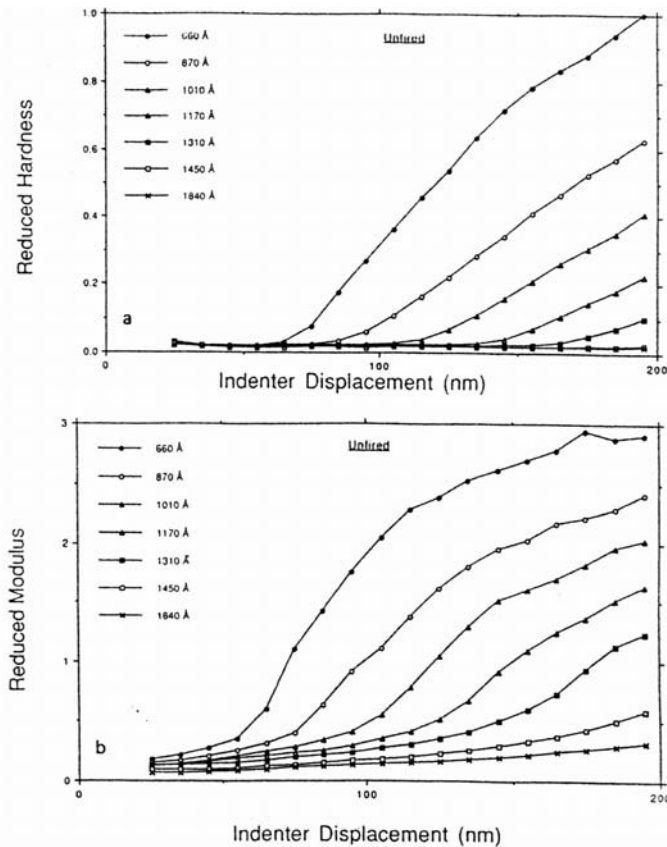 1.0
0.8
0.6
0.4
0.2
0.0
Reduced Hardness
660 Å
870 Å
1010 Å
1170 Å
1310 Å
1450 Å
1840 Å
Unfired
a
0
100
200
Indenter Displacement (nm)
3
2
1
0
Reduced Modulus
660 Å
870 Å
1010 Å
1170 Å
1310 Å
1450 Å
1840 Å
Unfired
b
0
100
200
Indenter Displacement (nm)